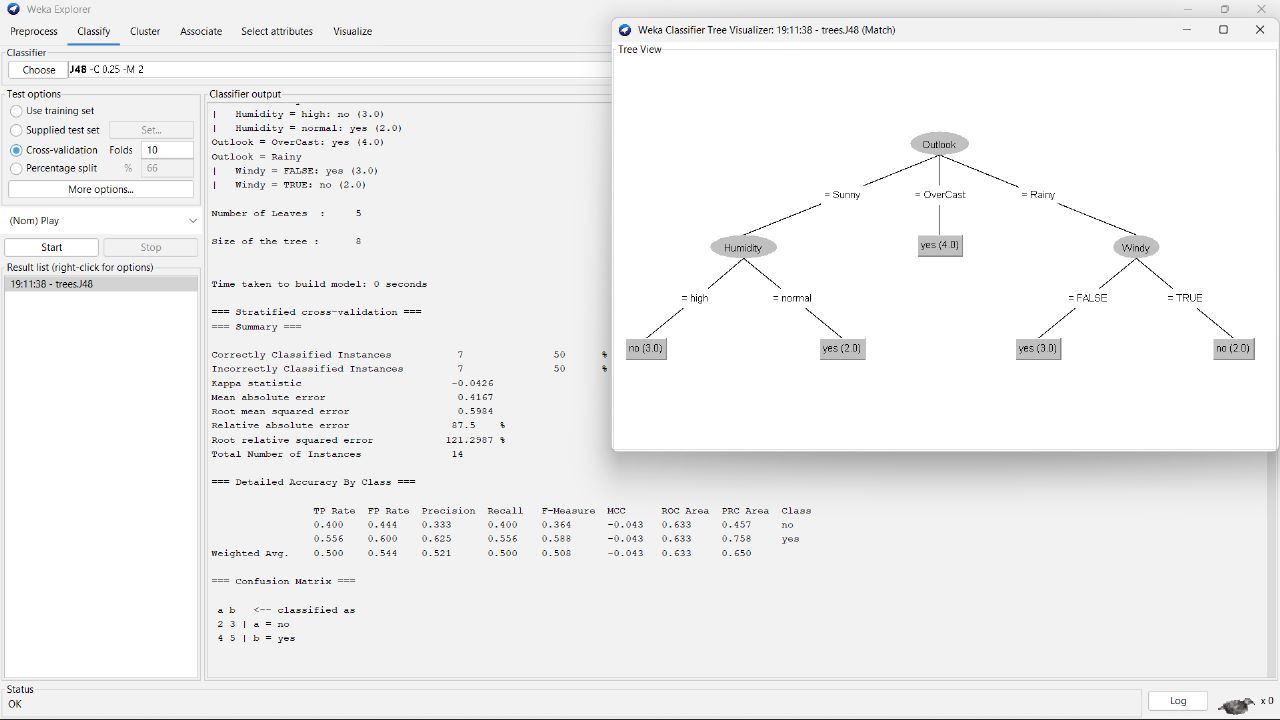 Weka Explorer
Preprocess Classify Cluster Associate Select attributes Visualize
Classifier
Choose J48 -C 0.25 -M 2
Test options
Use training set
Supplied test set Set...
Cross-validation Folds 10
Percentage split % 66
More options...
(Nom) Play
Start Stop
Result list (right-click for options)
19:11:38 - trees.J48
Classifier output
| Humidity = high: no (3.0)
| Humidity = normal: yes (2.0)
Outlook = OverCast: yes (4.0)
Outlook = Rainy
| Windy = FALSE: yes (3.0)
| Windy = TRUE: no (2.0)
Number of Leaves : 5
Size of the tree : 8
Time taken to build model: 0 seconds
=== Stratified cross-validation ===
=== Summary ===
Correctly Classified Instances 7 50 %
Incorrectly Classified Instances 7 50 %
Kappa statistic -0.0426
Mean absolute error 0.4167
Root mean squared error 0.5984
Relative absolute error 87.5 %
Root relative squared error 121.2987 %
Total Number of Instances 14
=== Detailed Accuracy By Class ===
TP Rate FP Rate Precision Recall F-Measure MCC ROC Area PRC Area Class
0.400 0.444 0.333 0.400 0.364 -0.043 0.633 0.457 no
0.556 0.600 0.625 0.556 0.588 -0.043 0.633 0.758 yes
Weighted Avg. 0.500 0.544 0.521 0.500 0.508 -0.043 0.633 0.650
=== Confusion Matrix ===
a b <-- classified as
2 3 | a = no
4 5 | b = yes
Weka Classifier Tree Visualizer: 19:11:38 - trees.J48 (Match)
Tree View
Outlook
= Sunny = OverCast = Rainy
Humidity yes (4.0) Windy
= high = normal = FALSE = TRUE
no (3.0) yes (2.0) yes (3.0) no (2.0)
Status
OK
Log x 0